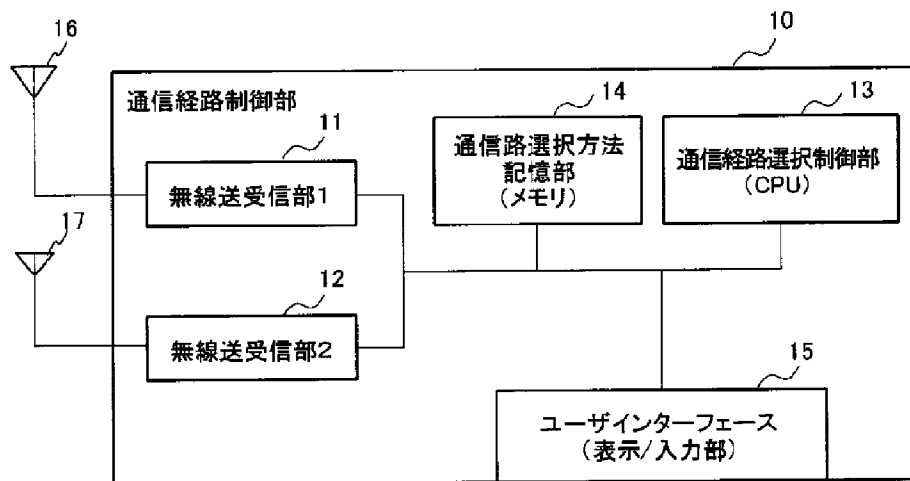 16
10
通信経路制御部
11
14
13
無線送受信部1
通信路選択方法
記憶部
(メモリ)
通信経路選択制御部
(CPU)
17
12
無線送受信部2
15
ユーザインターフェース
(表示/入力部)